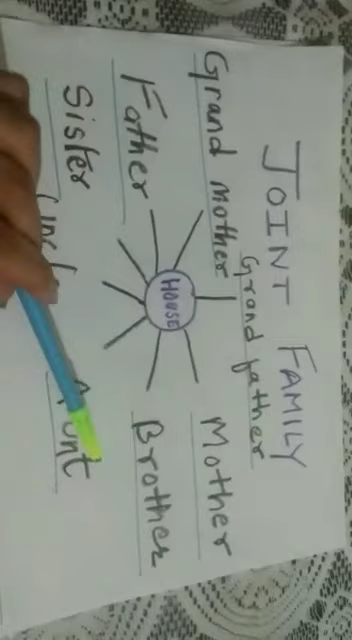 JOINT FAMILY
Grand father
Grand mother
Mother
HOUSE
Father
Brother
Sister